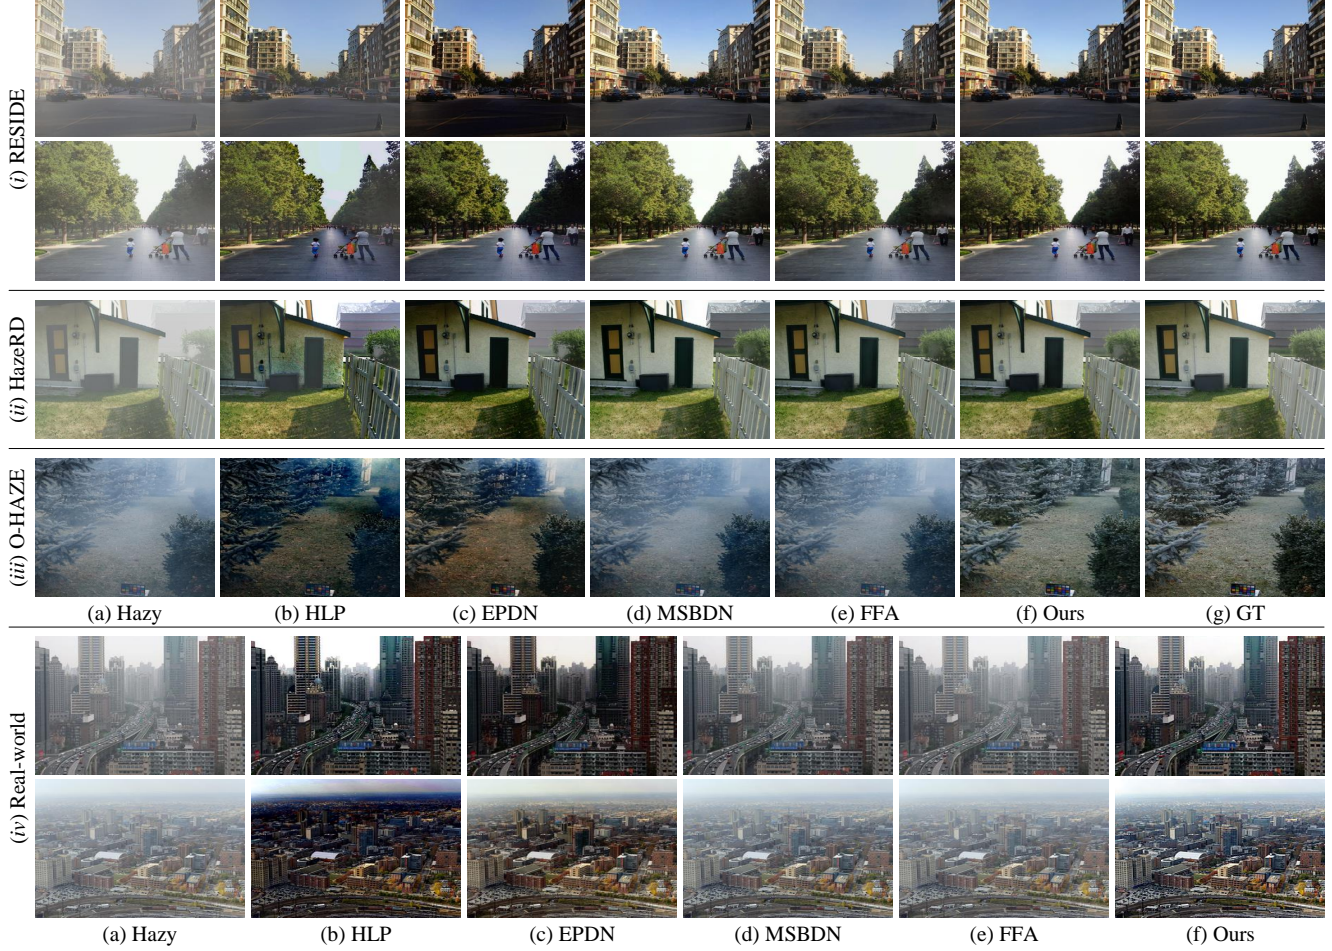 (i) RESIDE
(ii) HazeRD
(iii) O-HAZE
(a) Hazy (b) HLP (c) EPDN (d) MSBDN (e) FFA (f) Ours (g) GT
(iv) Real-world
(a) Hazy (b) HLP (c) EPDN (d) MSBDN (e) FFA (f) Ours